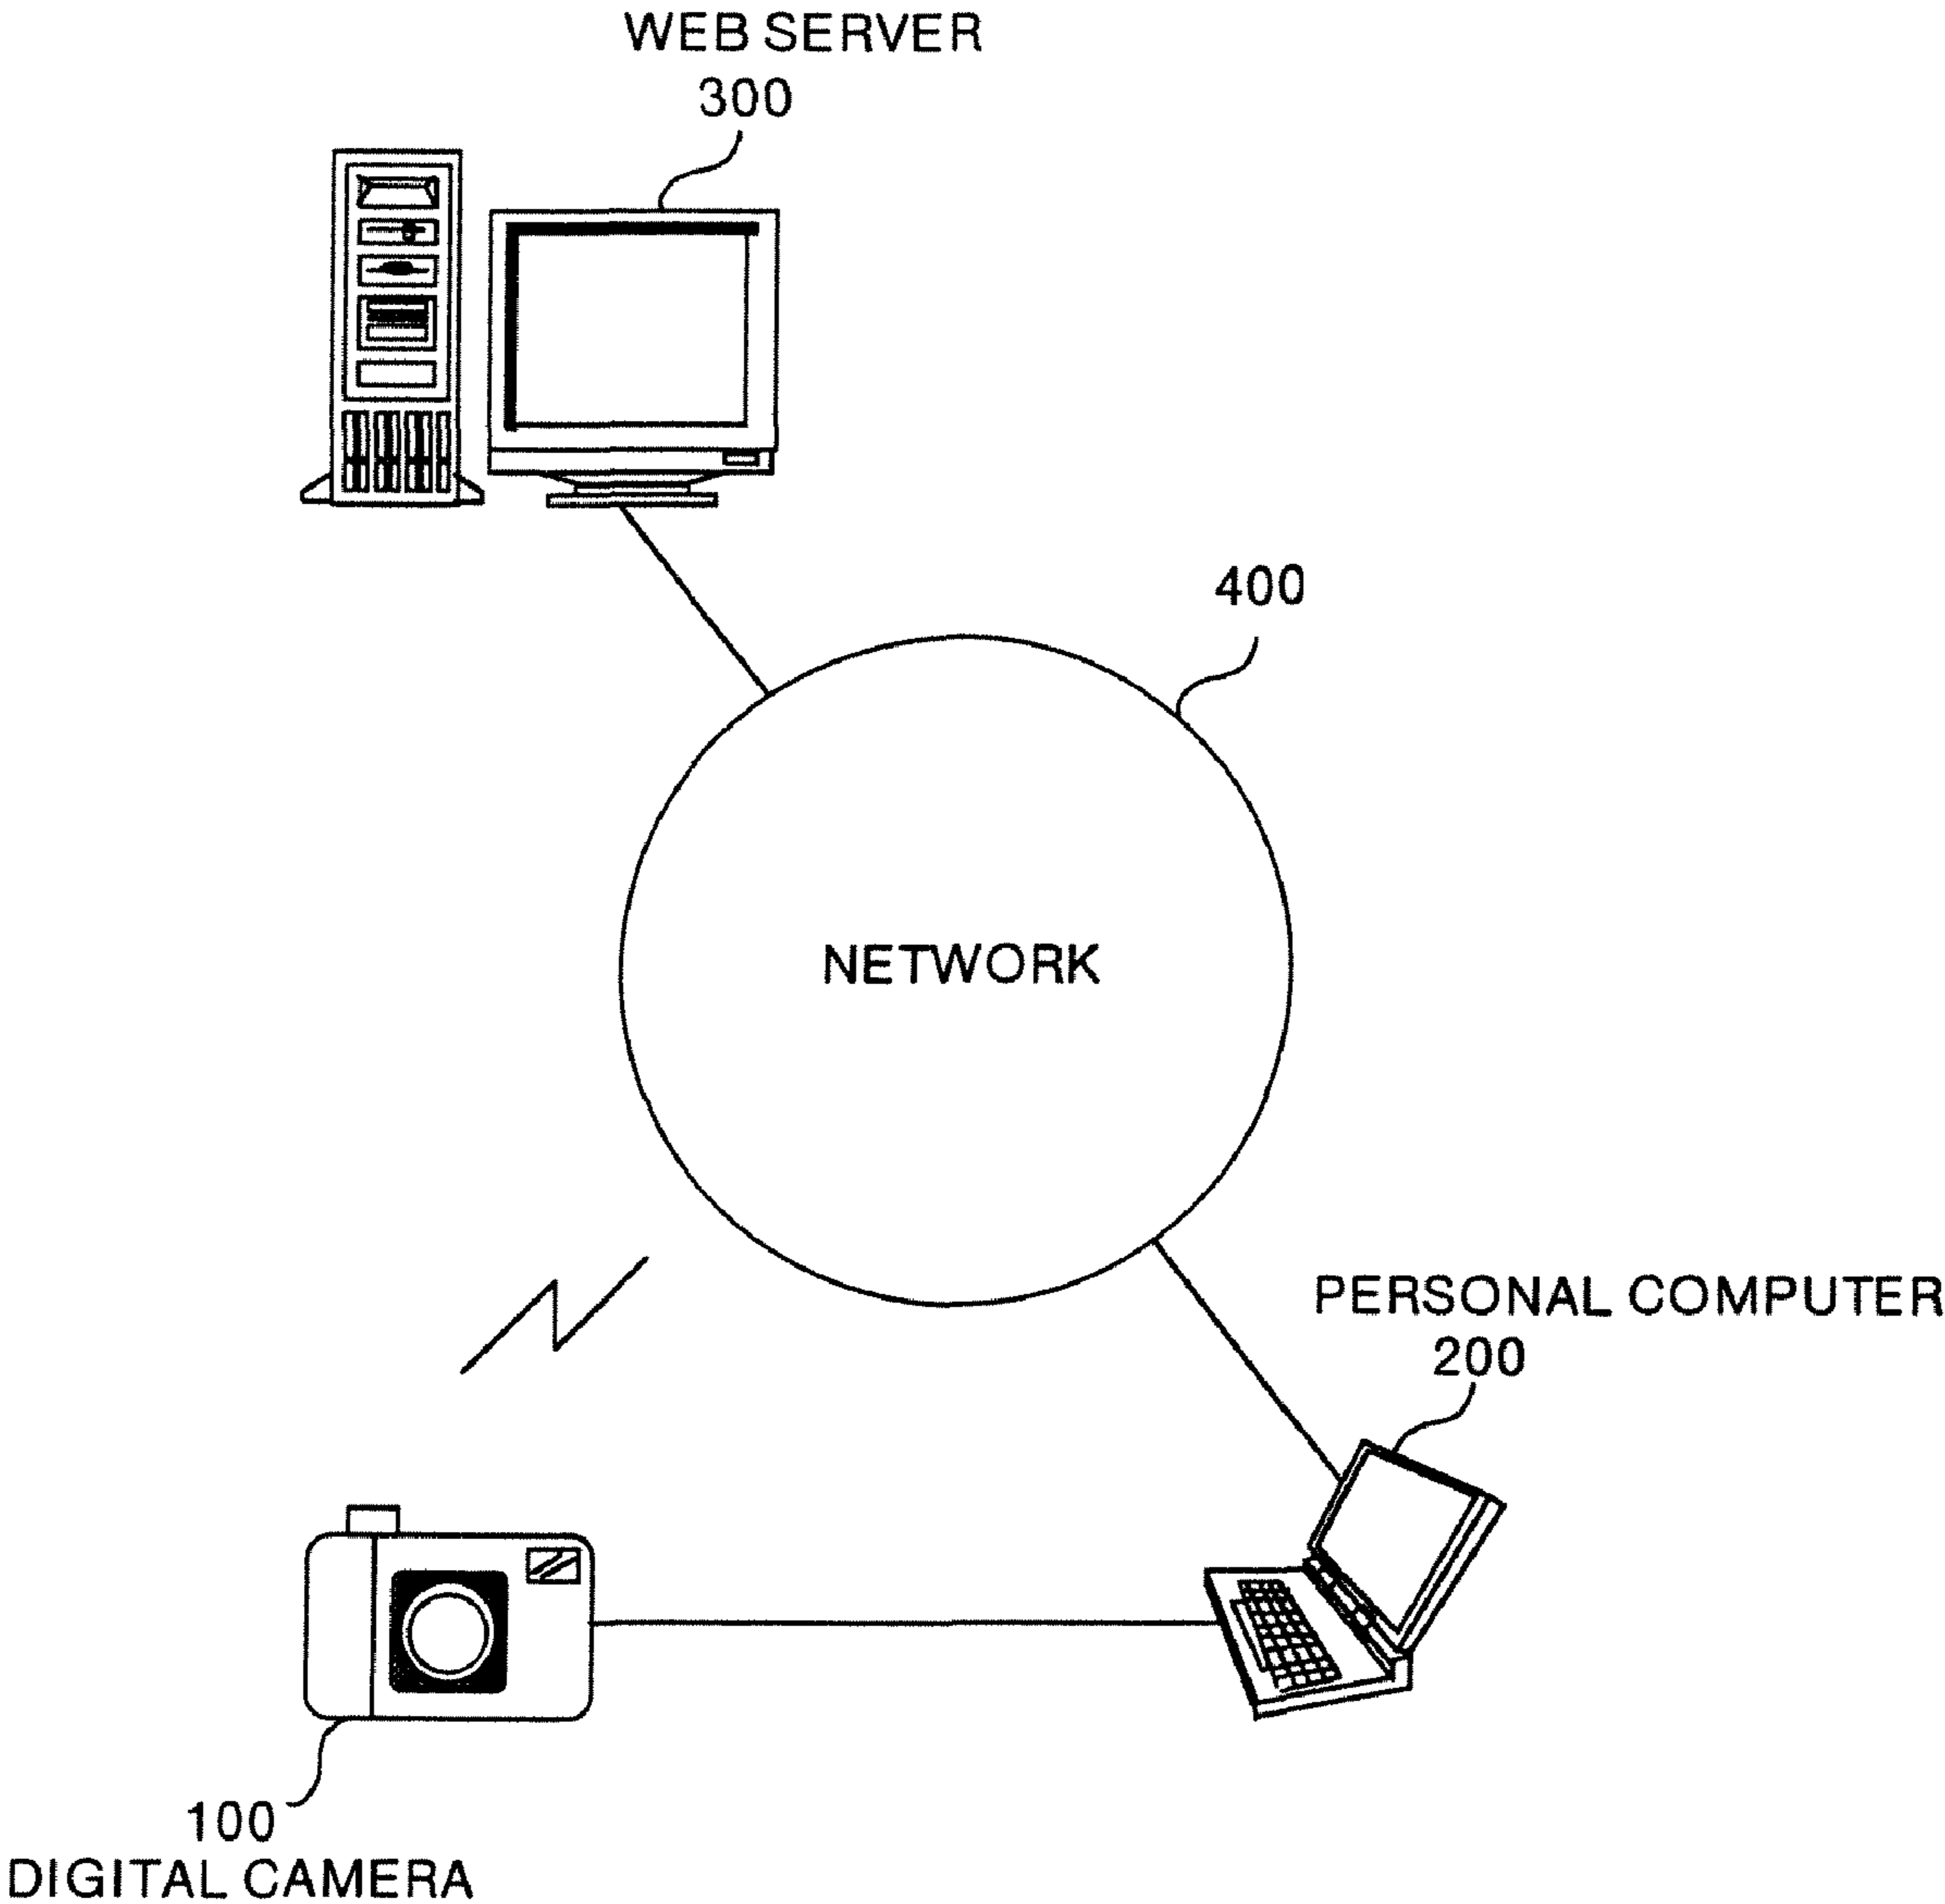 WEB SERVER
300
400
NETWORK
PERSONAL COMPUTER
200
100
DIGITAL CAMERA